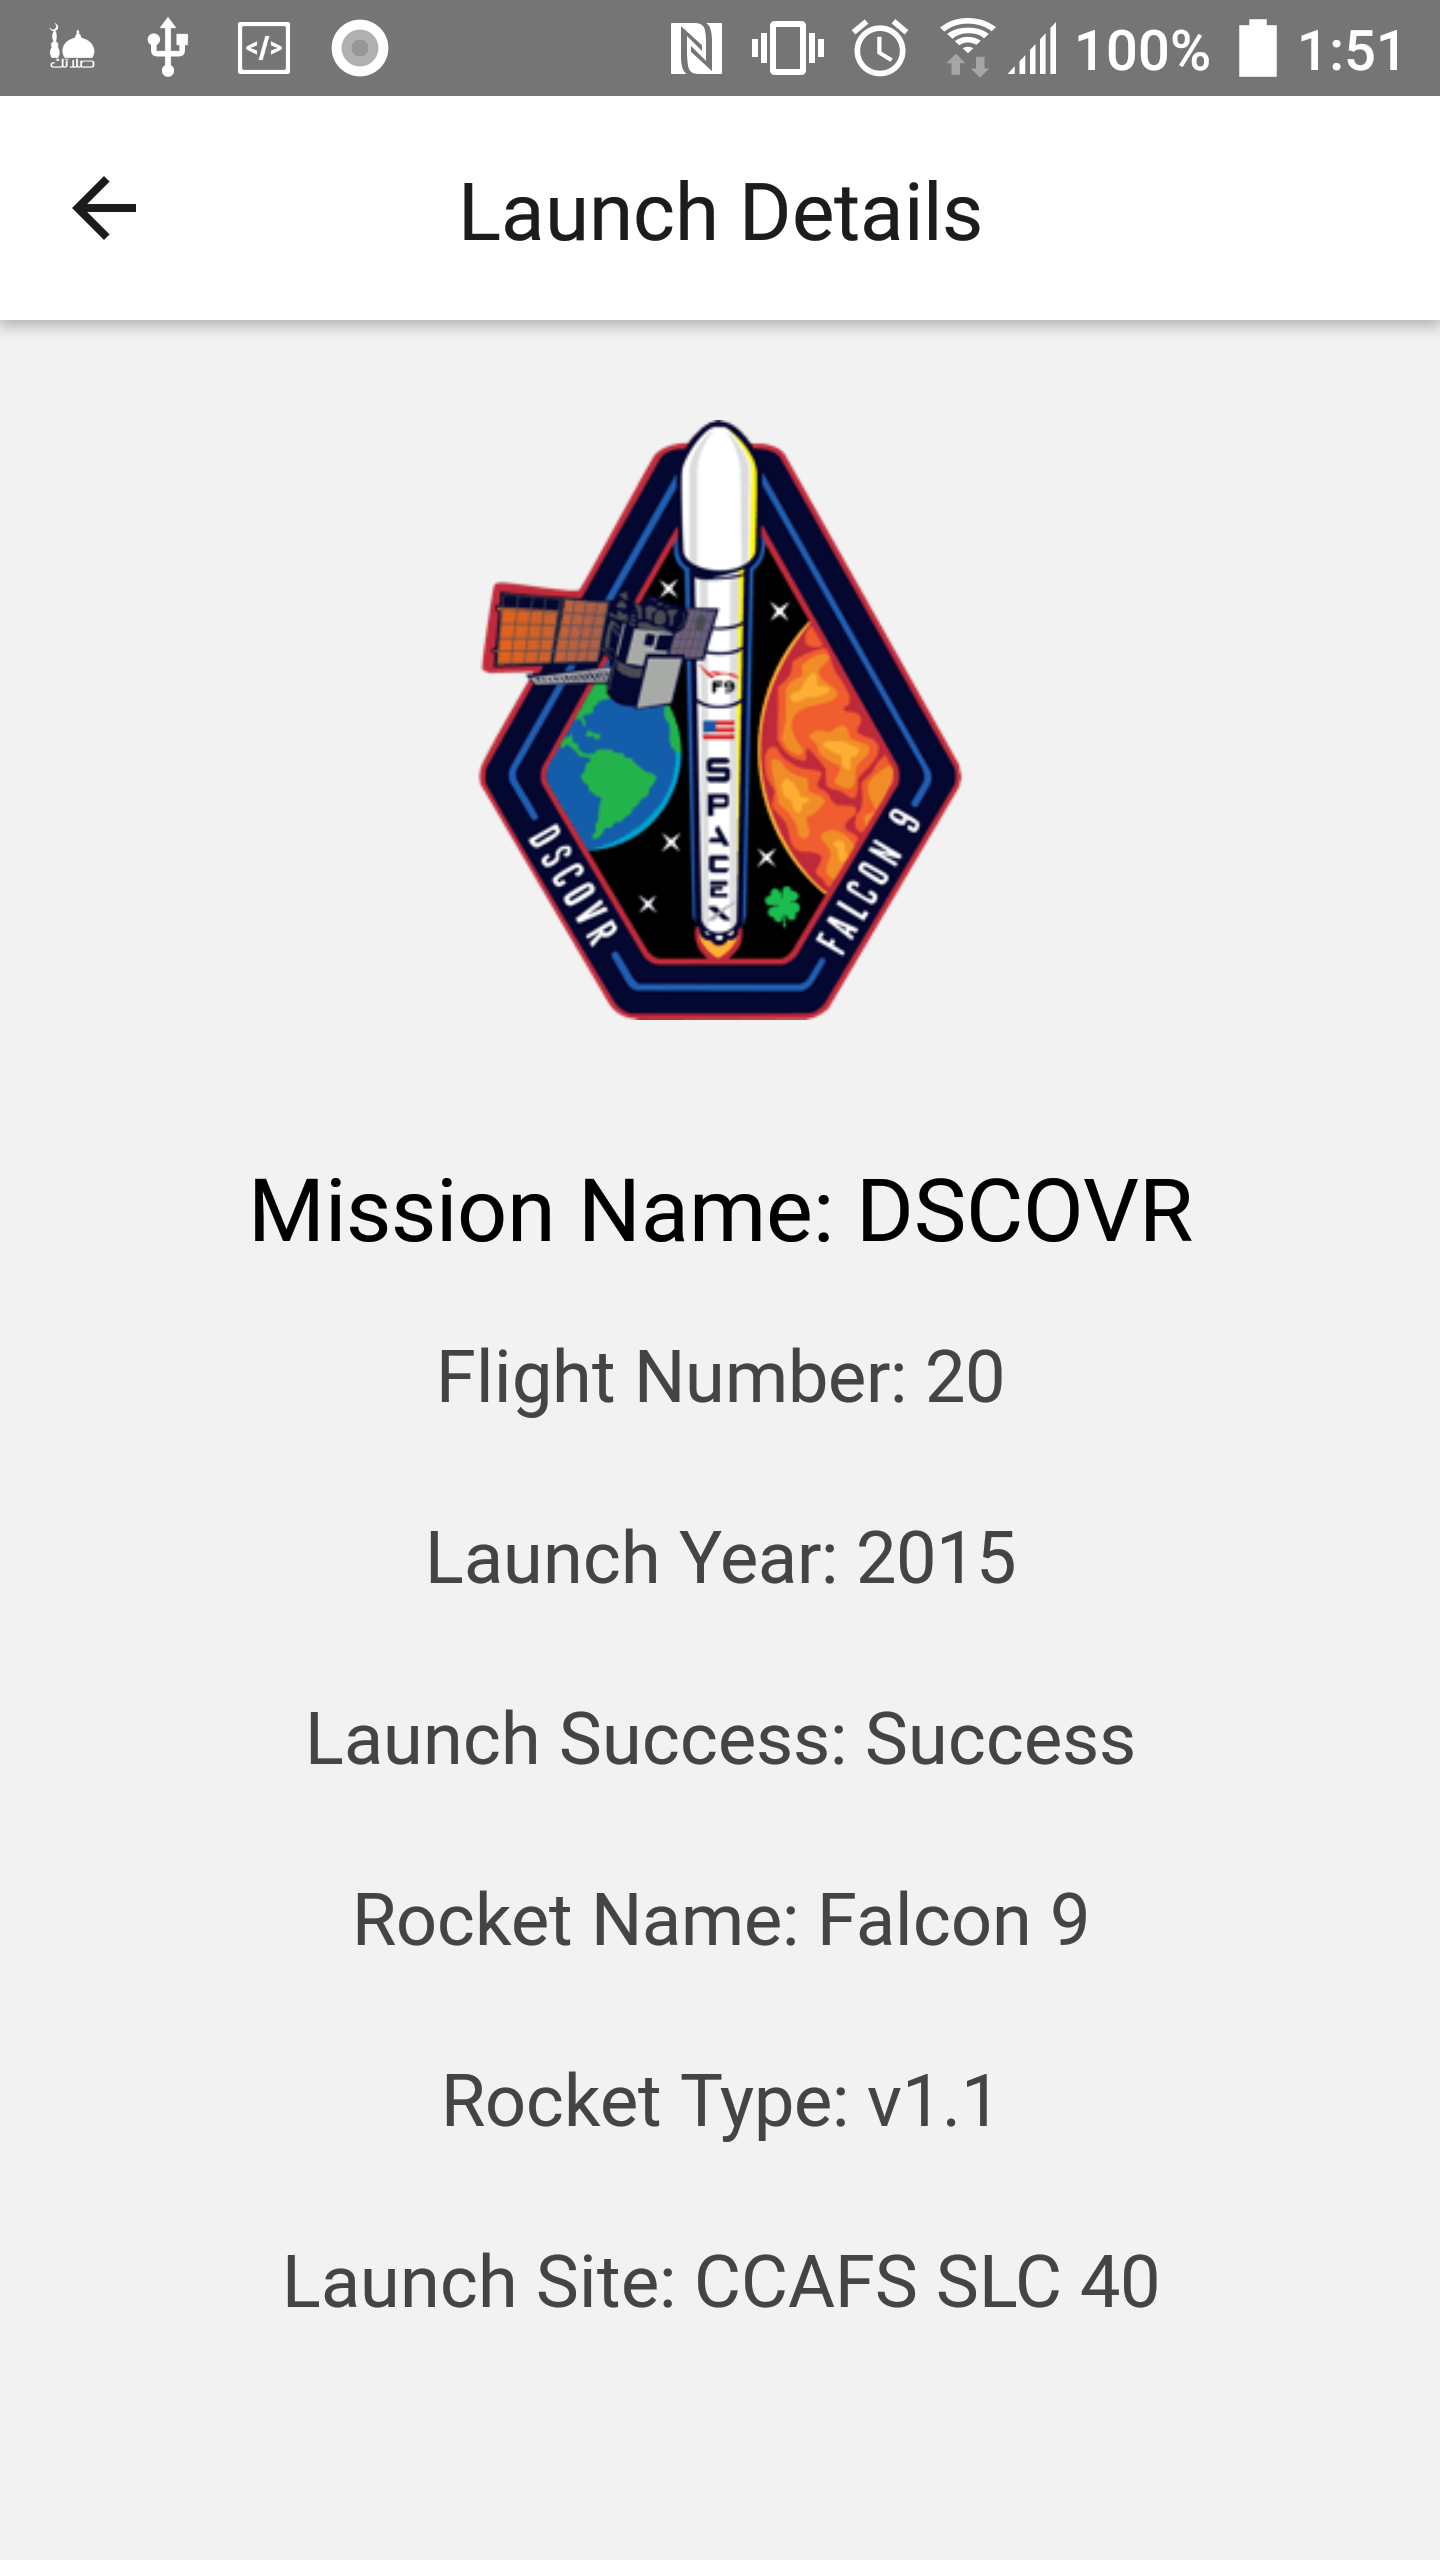 صلاتك
</>
100%
1:51
Launch Details
F9
SPACEX
DSCOVR
FALCON 9
Mission Name: DSCOVR
Flight Number: 20
Launch Year: 2015
Launch Success: Success
Rocket Name: Falcon 9
Rocket Type: v1.1
Launch Site: CCAFS SLC 40